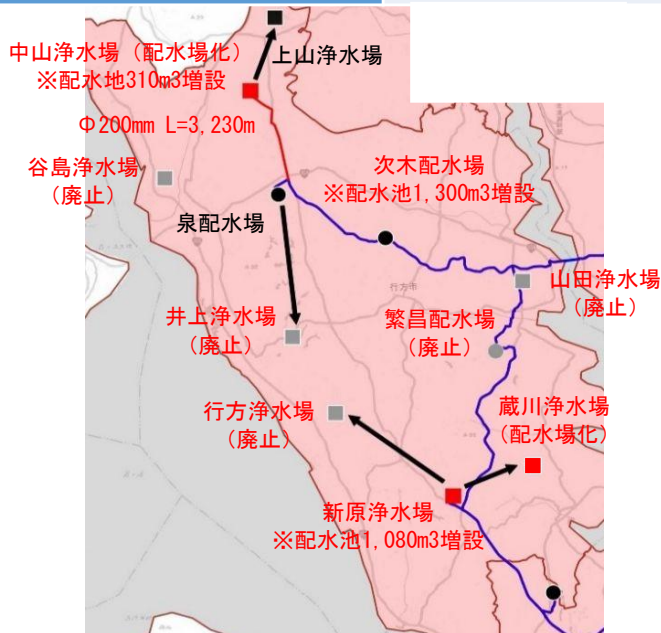 中山浄水場（配水場化）
※配水地310m3増設
上山浄水場
Φ200mm L=3,230m
谷島浄水場
（廃止）
次木配水場
※配水池1,300m3増設
泉配水場
行方市
山田浄水場
（廃止）
井上浄水場
（廃止）
繁昌配水場
（廃止）
行方浄水場
（廃止）
蔵川浄水場
（配水場化）
新原浄水場
※配水池1,080m3増設